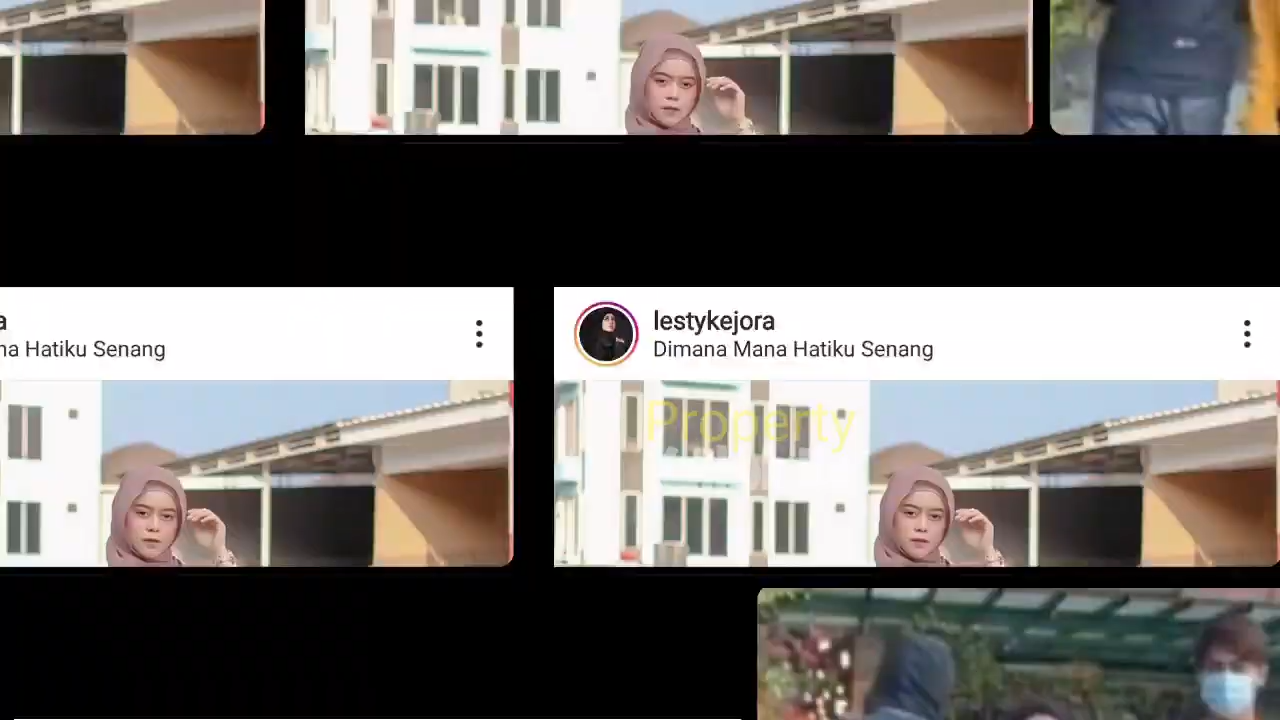 a
na Hatiku Senang
lestykejora
Dimana Mana Hatiku Senang
Property